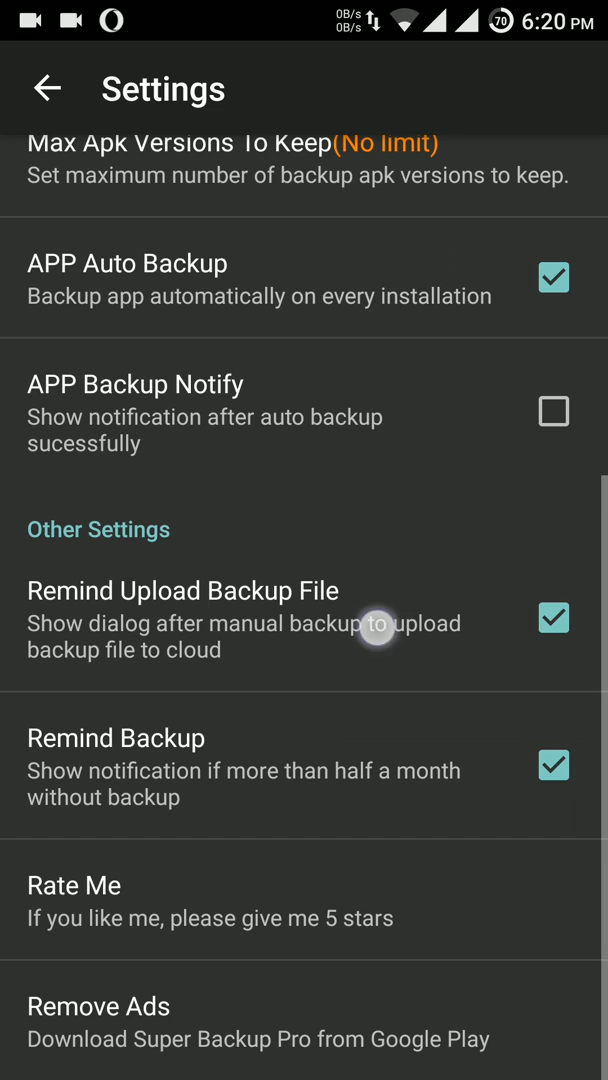 0B/s
0B/s
70
6:20 PM
Settings
Max Apk Versions To Keep(No limit)
Set maximum number of backup apk versions to keep.
APP Auto Backup
Backup app automatically on every installation
APP Backup Notify
Show notification after auto backup
sucessfully
Other Settings
Remind Upload Backup File
Show dialog after manual backup to upload
backup file to cloud
Remind Backup
Show notification if more than half a month
without backup
Rate Me
If you like me, please give me 5 stars
Remove Ads
Download Super Backup Pro from Google Play